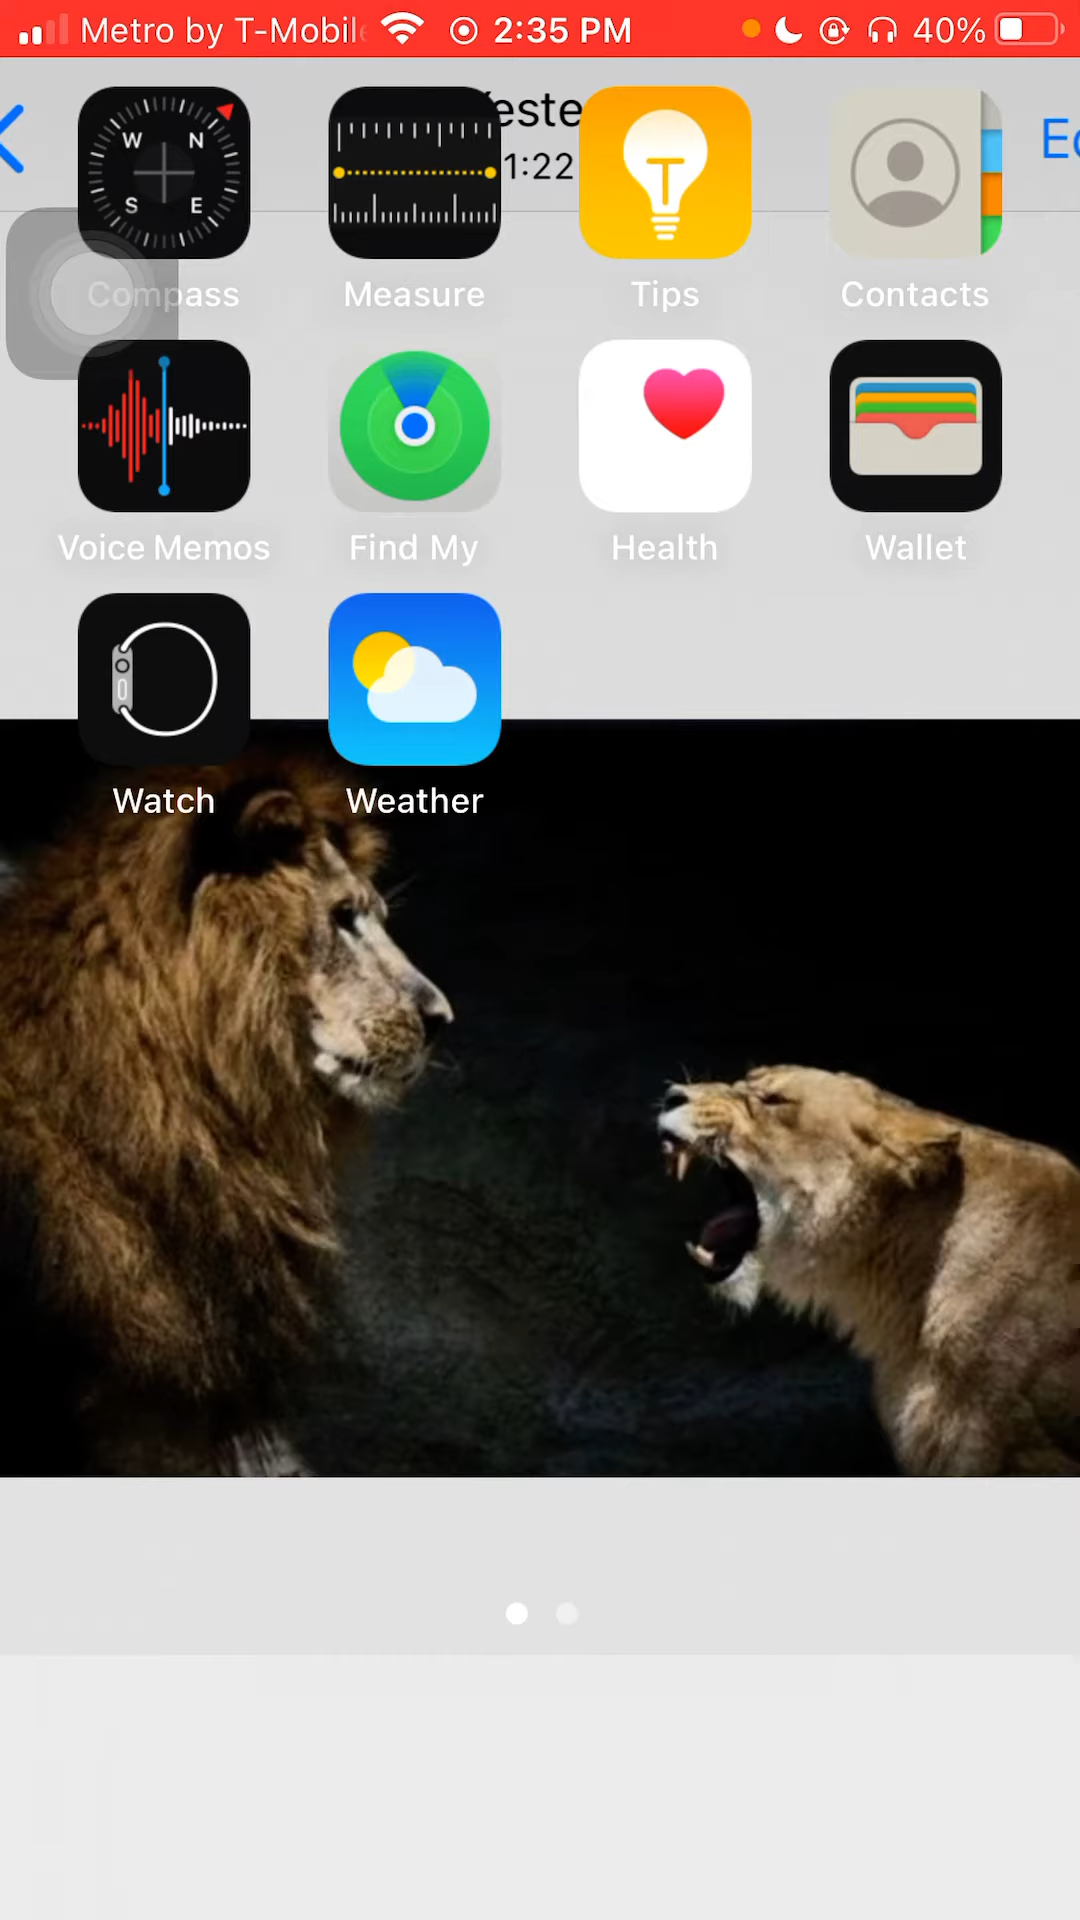 Metro by T-Mobil 2:35 PM 40%
W N
S E
este
1:22
T
Ed
Compass Measure Tips Contacts
Voice Memos Find My Health Wallet
Watch Weather